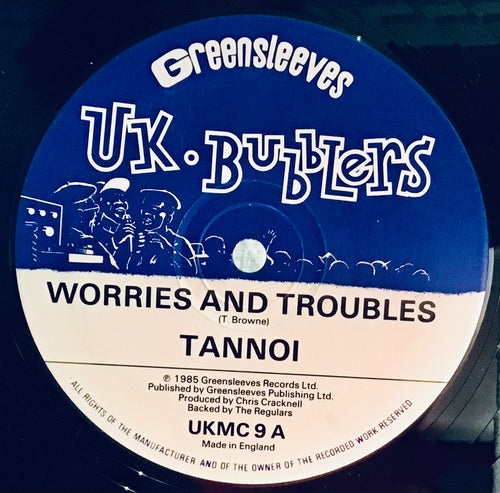 Greensleeves
UK • Bubblers
WORRIES AND TROUBLES
(T. Browne)
TANNOI
℗ 1985 Greensleeves Records Ltd.
Published by Greensleeves Publishing Ltd.
Produced by Chris Cracknell
Backed by The Regulars
UKMC 9 A
Made in England
ALL RIGHTS OF THE MANUFACTURER AND OF THE OWNER OF THE RECORDED WORK RESERVED